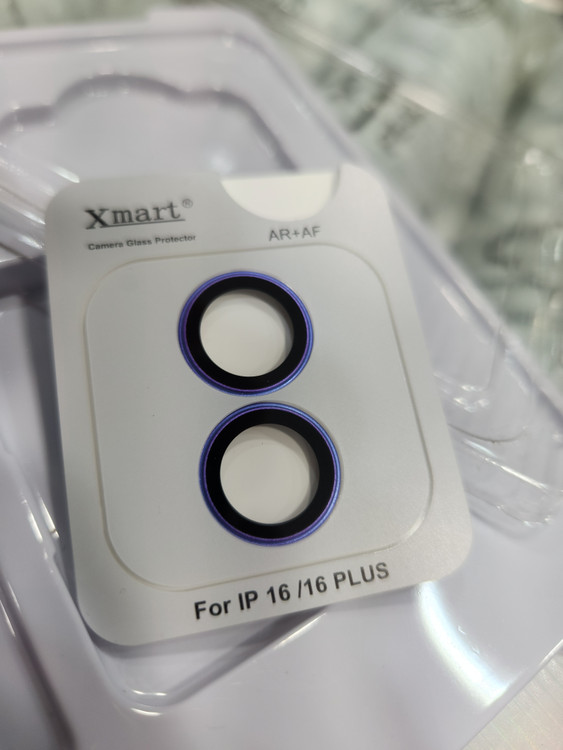 Xmart®
Camera Glass Protector
AR+AF
For IP 16 /16 PLUS